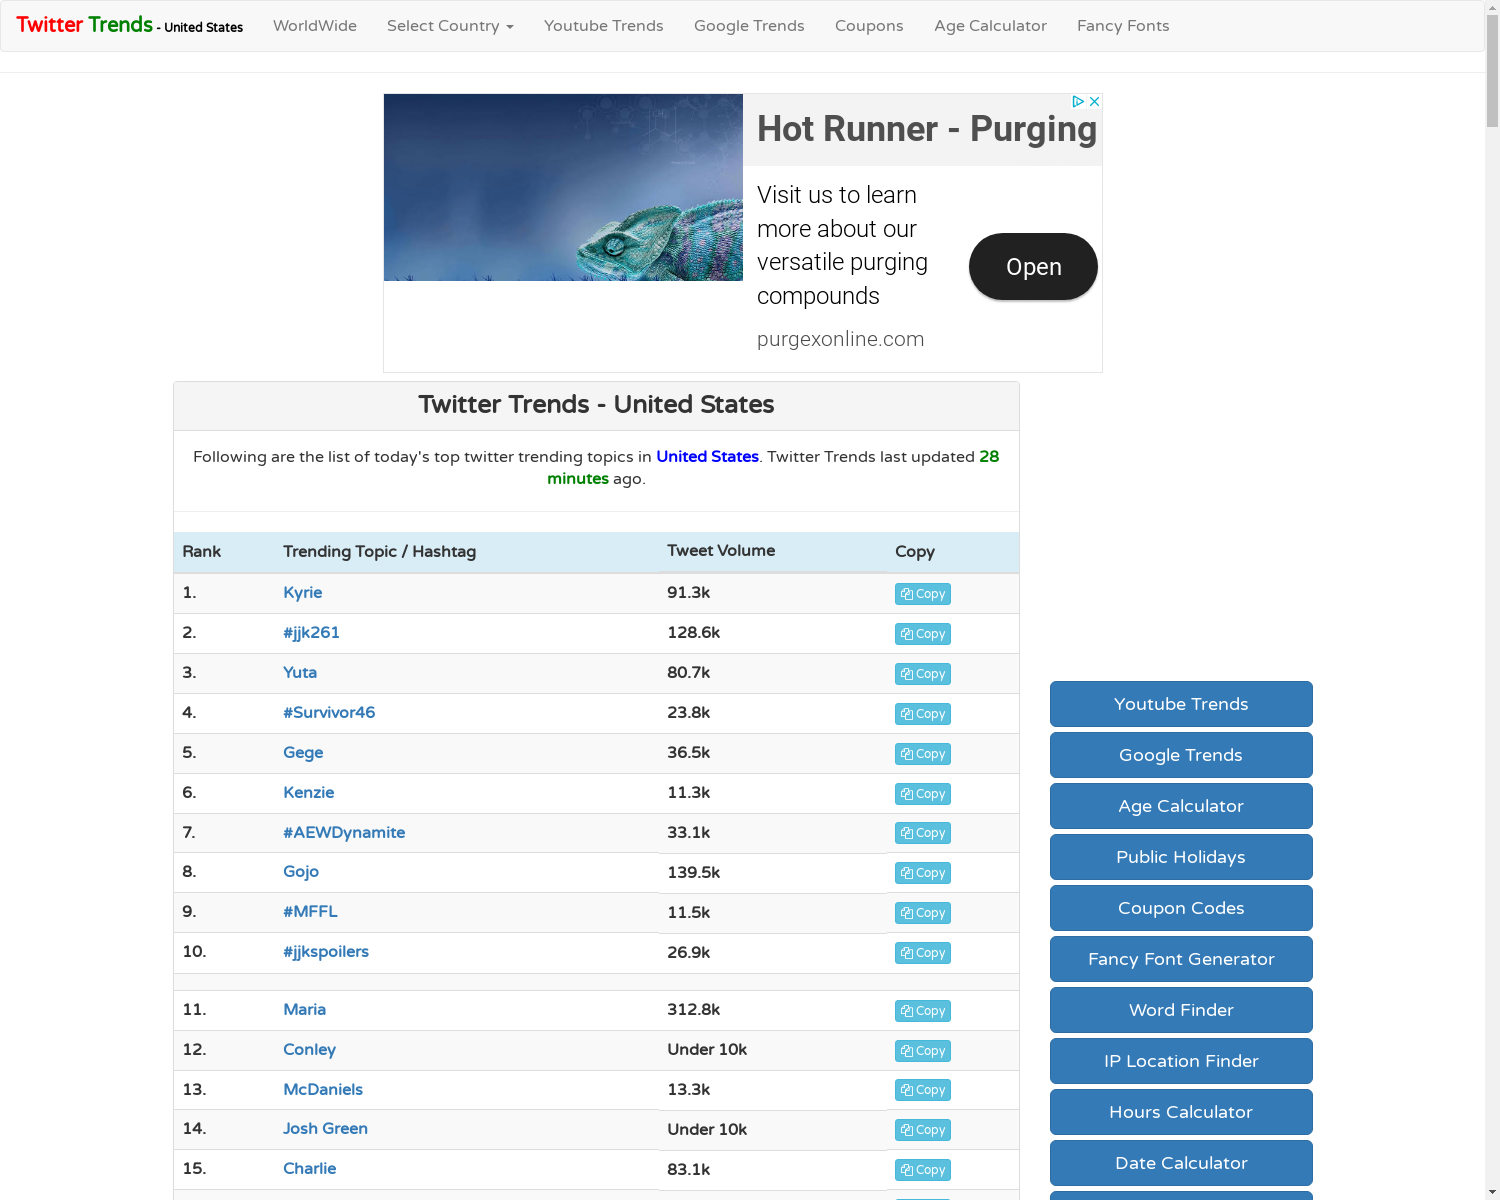 Twitter Trends - United States WorldWide Select Country Youtube Trends Google Trends Coupons Age Calculator Fancy Fonts
Hot Runner - Purging
Visit us to learn
more about our
versatile purging
compounds
Open
purgexonline.com
Twitter Trends - United States
Following are the list of today's top twitter trending topics in United States. Twitter Trends last updated 28
minutes ago.
Rank Trending Topic / Hashtag Tweet Volume Copy
1. Kyrie 91.3k Copy
2. #jjk261 128.6k Copy
3. Yuta 80.7k Copy
4. #Survivor46 23.8k Copy
5. Gege 36.5k Copy
6. Kenzie 11.3k Copy
7. #AEWDynamite 33.1k Copy
8. Gojo 139.5k Copy
9. #MFFL 11.5k Copy
10. #jjkspoilers 26.9k Copy
11. Maria 312.8k Copy
12. Conley Under 10k Copy
13. McDaniels 13.3k Copy
14. Josh Green Under 10k Copy
15. Charlie 83.1k Copy
Youtube Trends
Google Trends
Age Calculator
Public Holidays
Coupon Codes
Fancy Font Generator
Word Finder
IP Location Finder
Hours Calculator
Date Calculator